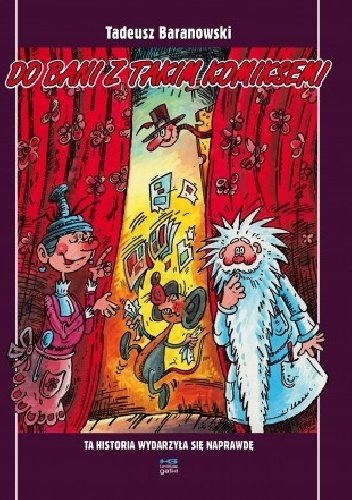 Tadeusz Baranowski
DO BANI Z TAKIM KOMIKSEM!
TA HISTORIA WYDARZYŁA SIĘ NAPRAWDĘ